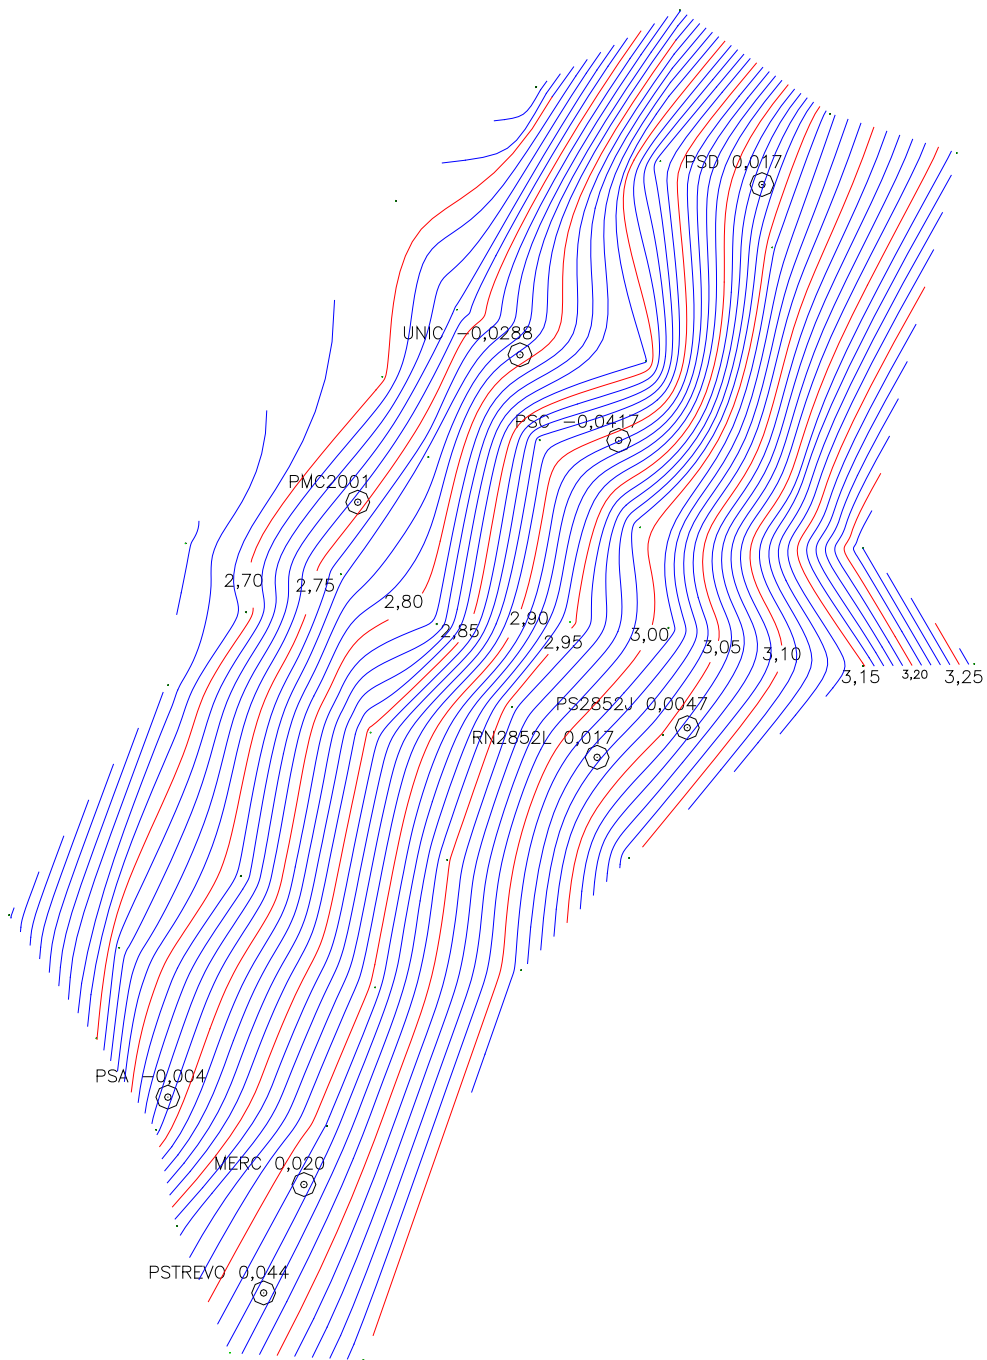 PSD 0,017
UNIC -0,0288
PSC -0,0417
PMC2001
2,70
2,75
2,80
2,85
2,90
2,95
3,00
3,05
3,10
3,15
3,20
3,25
PS2852J 0,0047
RN2852L 0,017
PSA -0,004
MERC 0,020
PSTREVO 0,044